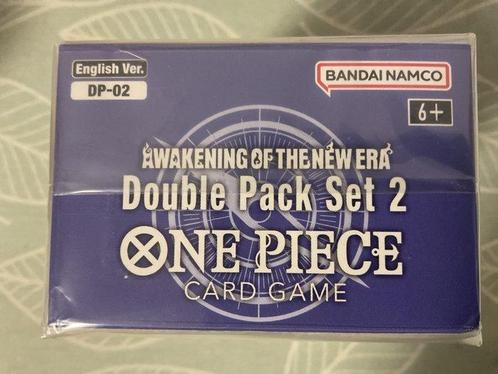 English Ver.
DP-02
BANDAI NAMCO
6+
AWAKENING OF THE NEW ERA
Double Pack Set 2
ONE PIECE
CARD GAME